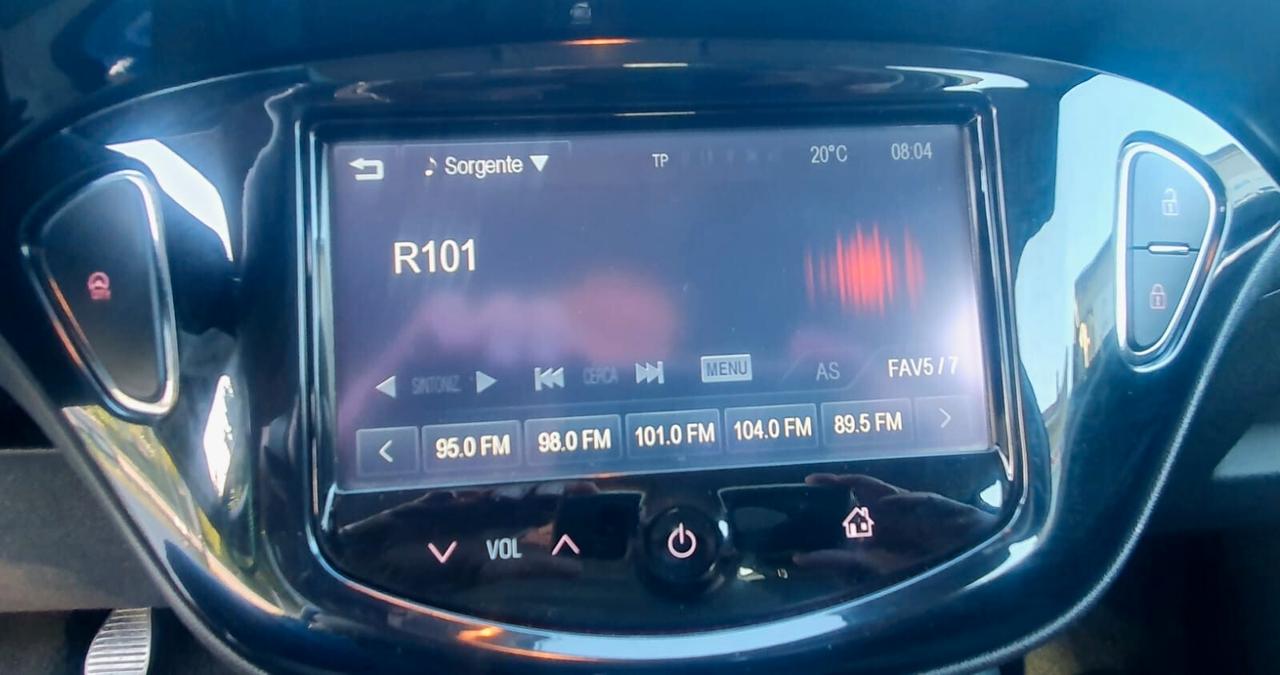 Sorgente TP 20°C 08:04
R101
SINTONIZ. CERCA MENU AS FAV5 / 7
95.0 FM 98.0 FM 101.0 FM 104.0 FM 89.5 FM
VOL